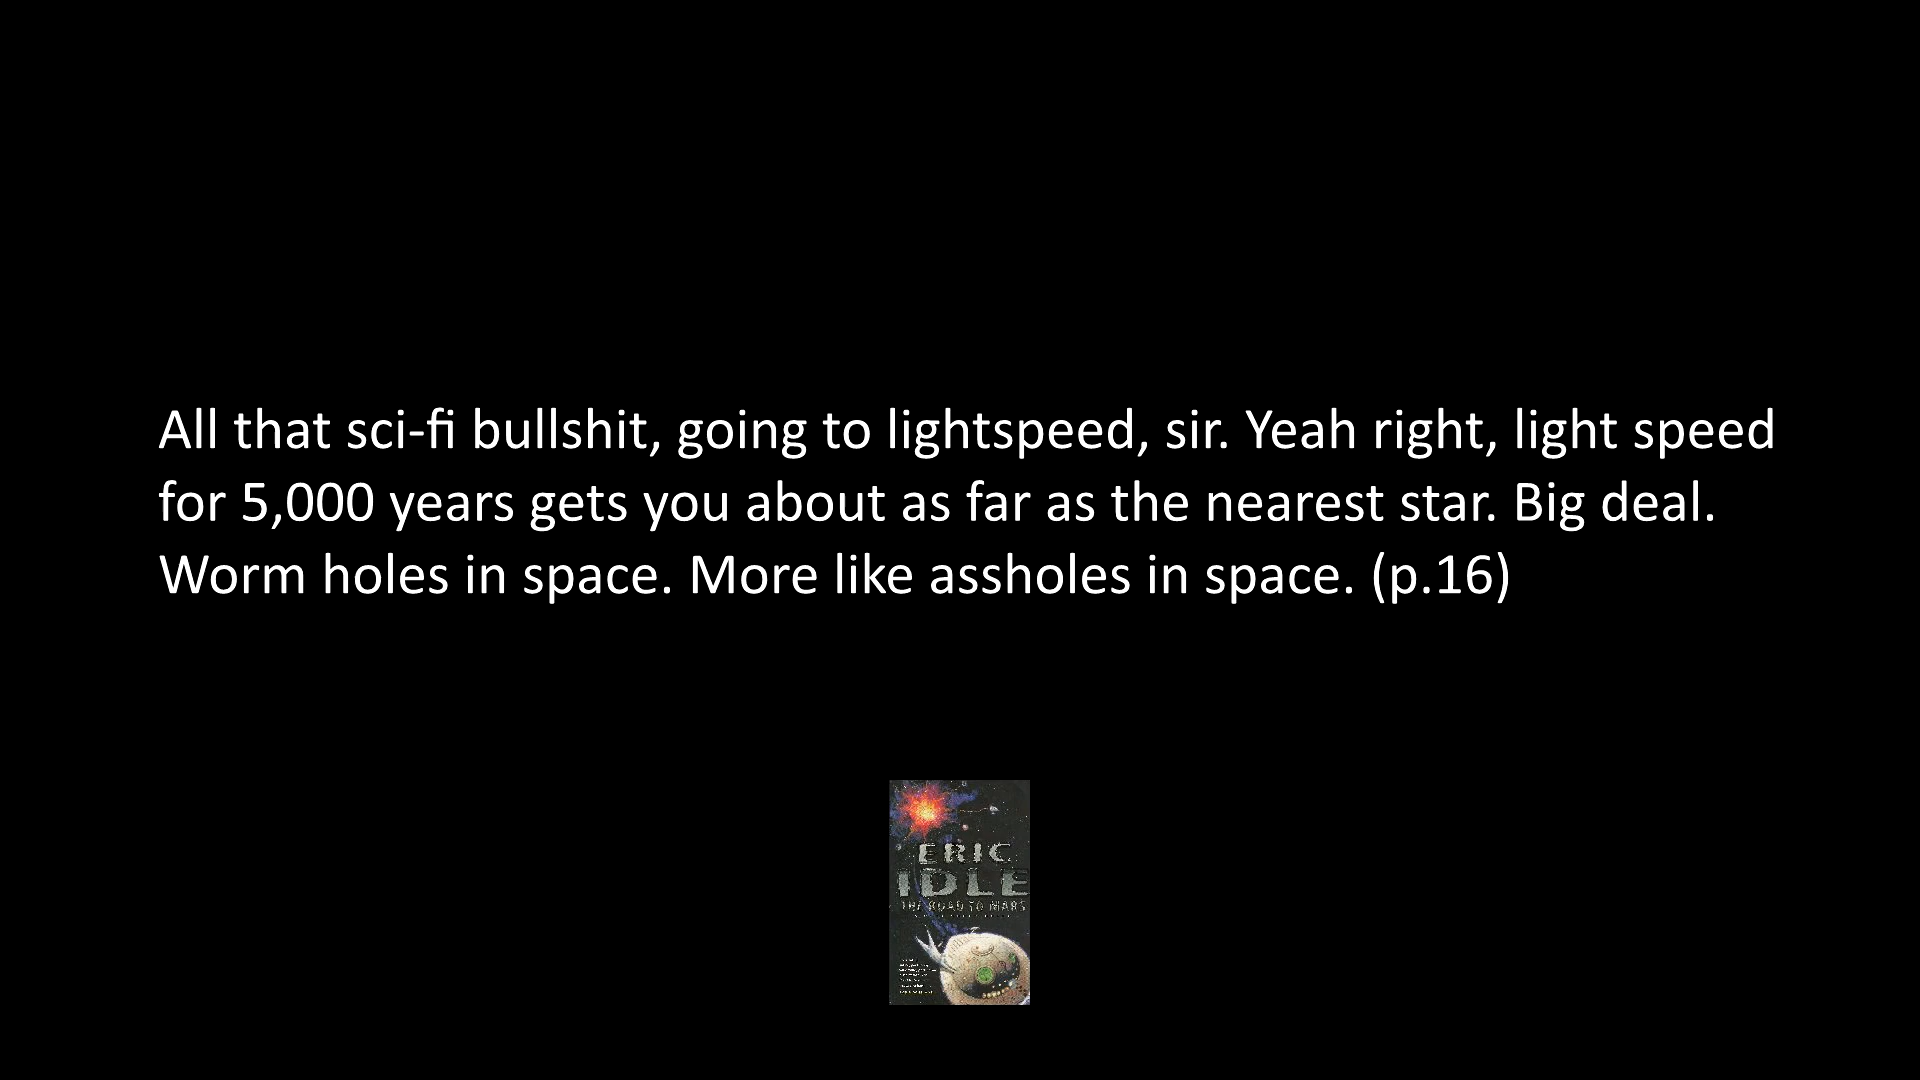 All that sci-fi bullshit, going to lightspeed, sir. Yeah right, light speed
for 5,000 years gets you about as far as the nearest star. Big deal.
Worm holes in space. More like assholes in space. (p.16)
ERIC
IDLE
THE ROAD TO MARS